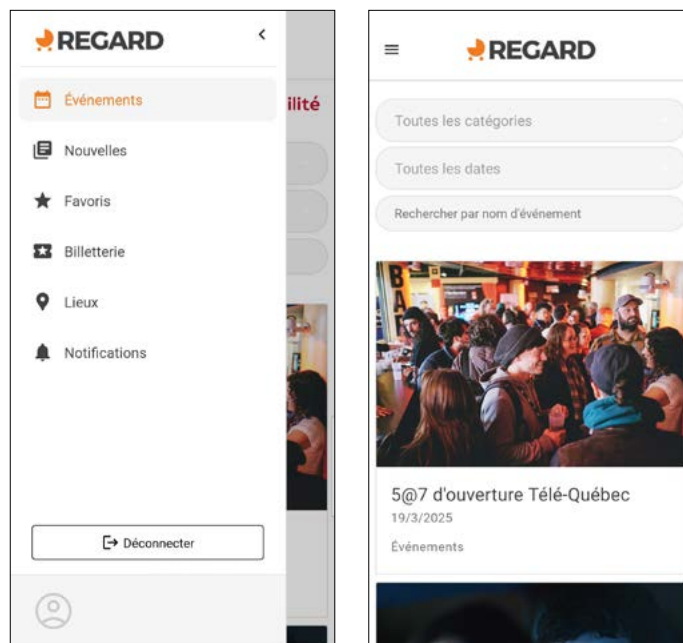 REGARD
Événements
ilité
Nouvelles
Favoris
Billetterie
Lieux
Notifications
Déconnecter
REGARD
Toutes les catégories
Toutes les dates
Rechercher par nom d'événement
BA
5@7 d'ouverture Télé-Québec
19/3/2025
Événements